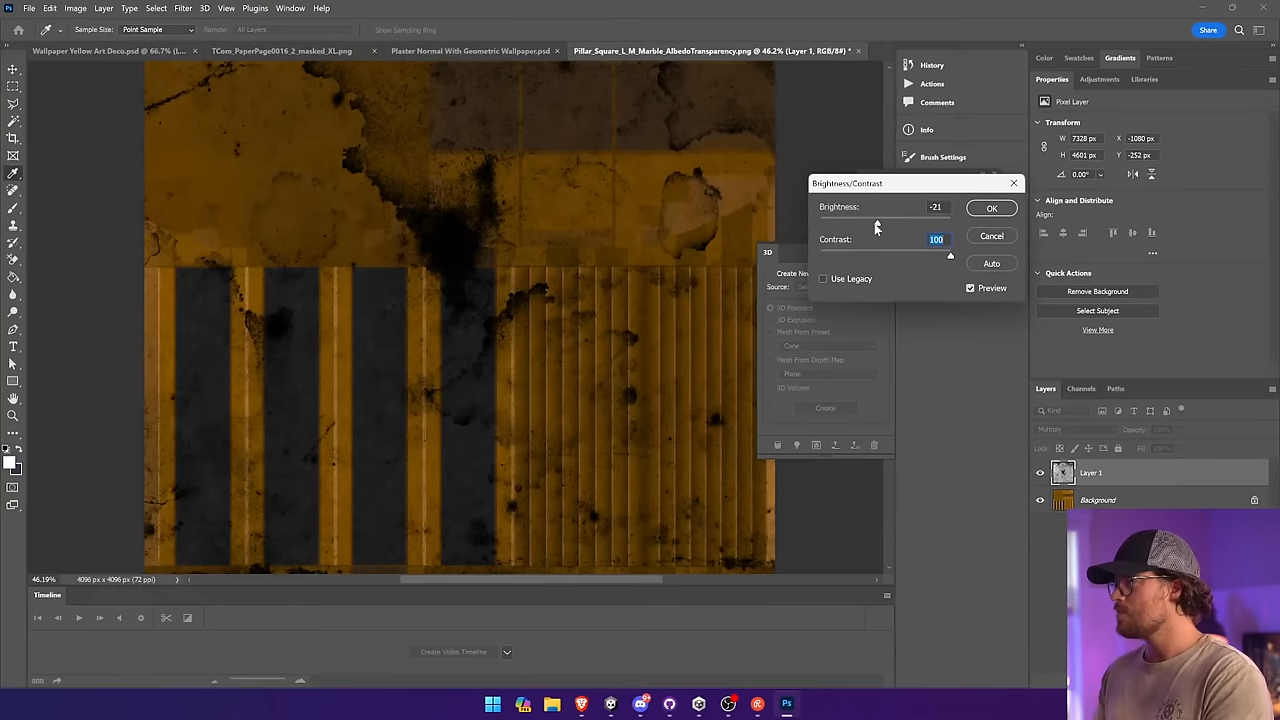 Ps File Edit Image Layer Type Select Filter 3D View Plugins Window Help
Sample Size: Point Sample Sample: All Layers Show Sampling Ring Share
Wallpaper Yellow Art Deco.psd @ 66.7% (L... × TCom_PaperPage0016_2_masked_XL.png × Plaster Normal With Geometric Wallpaper.psd × Pillar_Square_L_M_Marble_AlbedoTransparency.png @ 46.2% (Layer 1, RGB/8#) * ×
History
Actions
Comments
Info
Brush Settings
Color Swatches Gradients Patterns
Properties Adjustments Libraries
Pixel Layer
Transform
W 7328 px X -1080 px
H 4601 px Y -252 px
0.00°
Align and Distribute
Align:
...
Quick Actions
Remove Background
Select Subject
View More
Brightness/Contrast
Brightness: -21 OK
Contrast: 100 Cancel
Auto
Use Legacy Preview
3D
Create New
Source:
3D Postcard
3D Extrusion
Mesh From Preset
Cone
Mesh From Depth Map
Plane
3D Volume
Create
Layers Channels Paths
Kind
Multiply Opacity: 100%
Lock: Fill: 100%
Layer 1
Background
46.19% 4096 px x 4096 px (72 ppi)
Timeline
Create Video Timeline
Ps